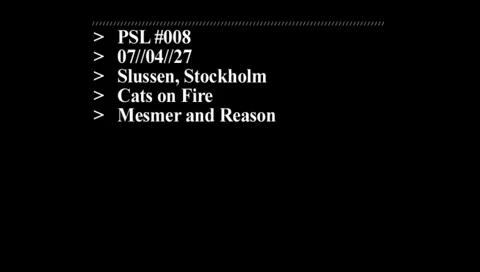 ////////////////////////////////////////////////////////////////////////
> PSL #008
> 07//04//27
> Slussen, Stockholm
> Cats on Fire
> Mesmer and Reason